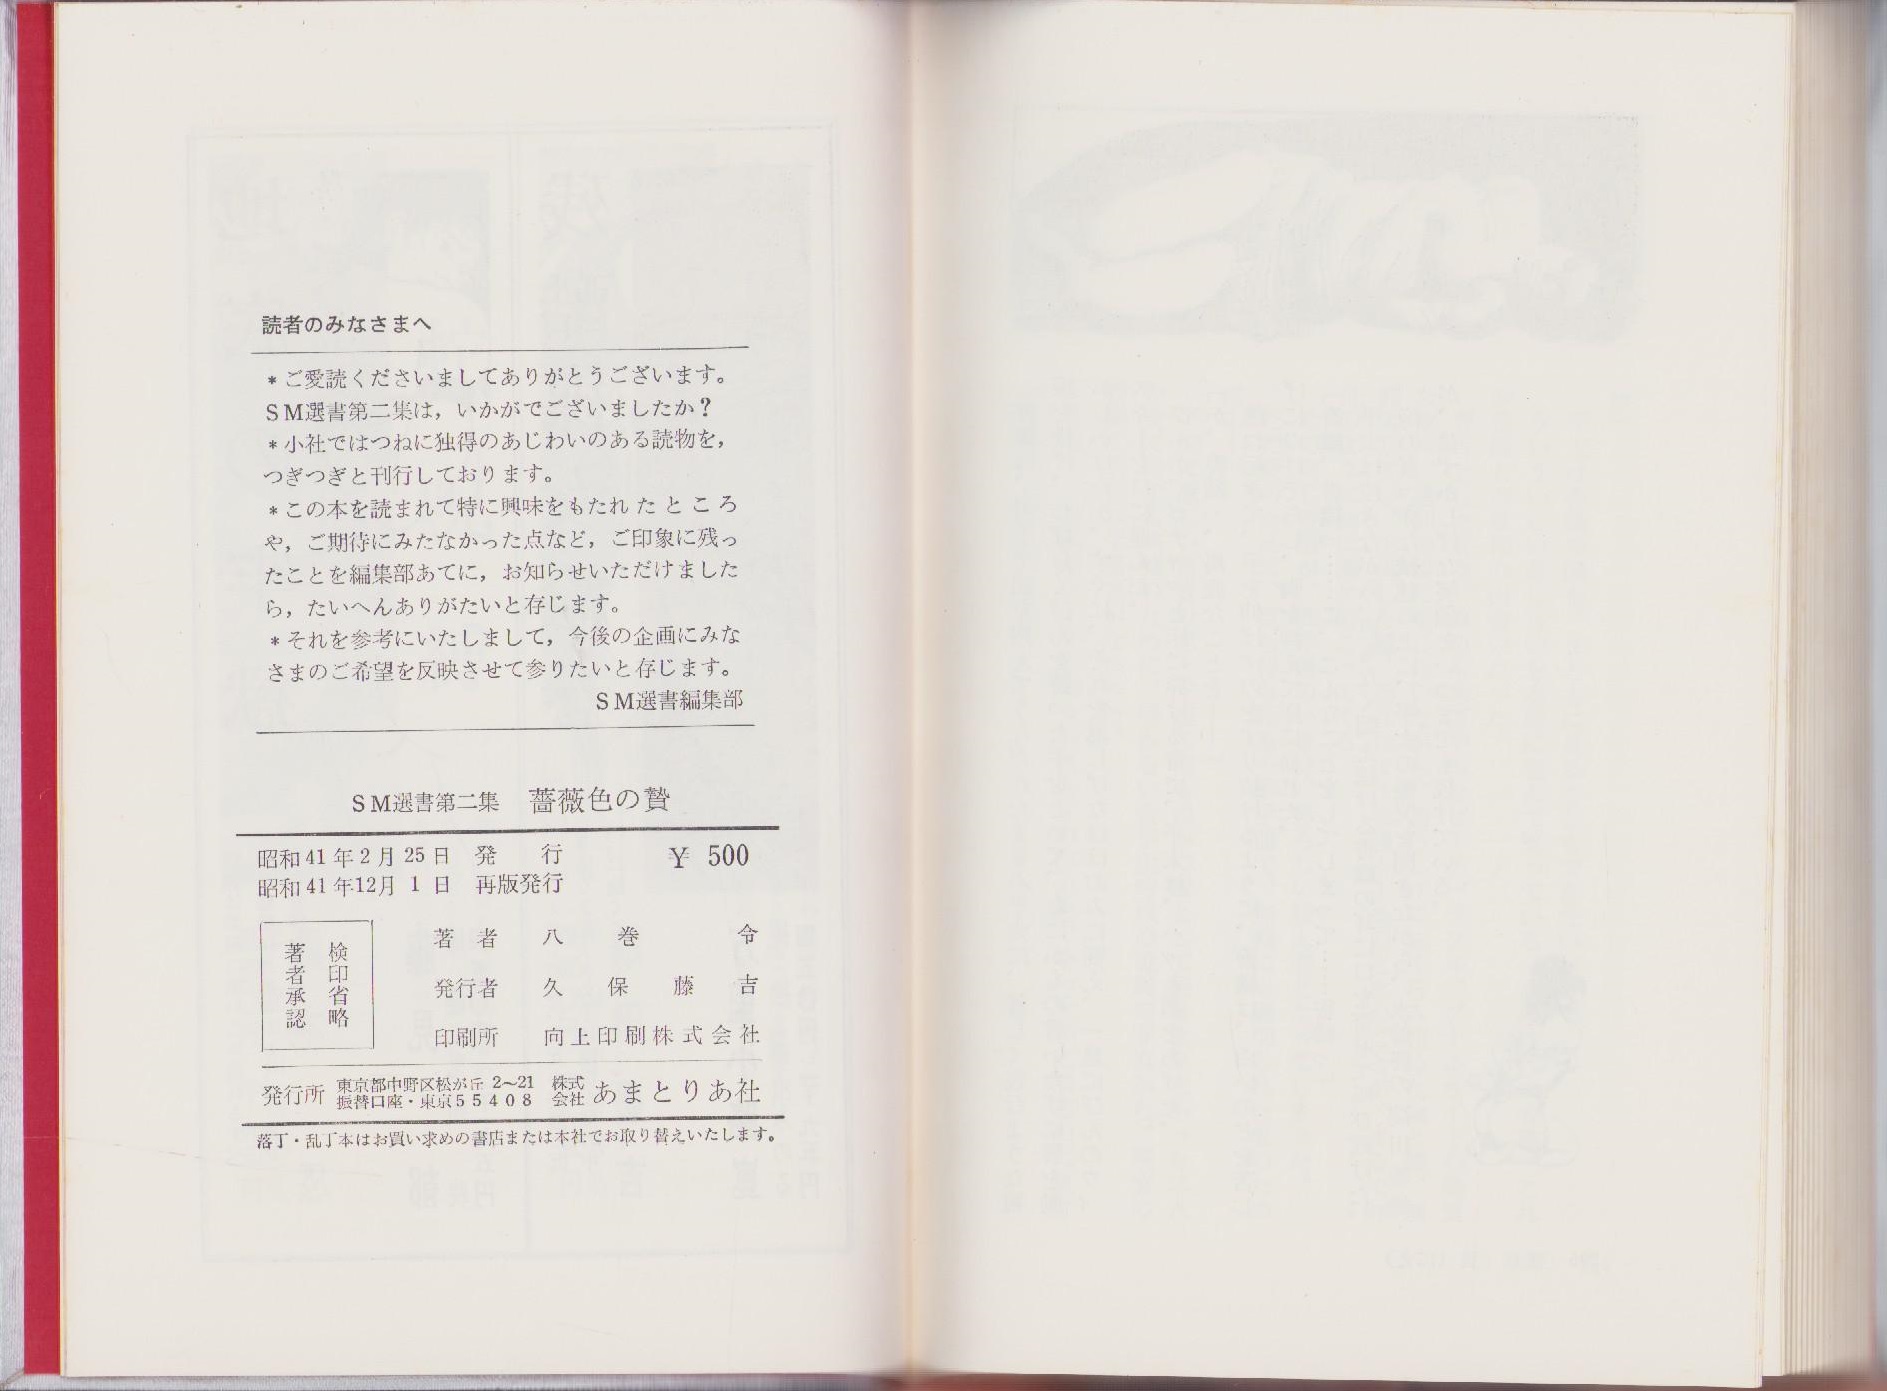 読者のみなさまへ
＊ご愛読くださいましてありがとうございます。
ＳＭ選書第二集は，いかがでございましたか？
＊小社ではつねに独得のあじわいのある読物を，
つぎつぎと刊行しております。
＊この本を読まれて特に興味をもたれたところ
や，ご期待にみたなかった点など，ご印象に残っ
たことを編集部あてに，お知らせいただけました
ら，たいへんありがたいと存じます。
＊それを参考にいたしまして，今後の企画にみな
さまのご希望を反映させて参りたいと存じます。
ＳＭ選書編集部
ＳＭ選書第二集 薔薇色の贄
昭和41年2月25日 発 行 ￥500
昭和41年12月1日 再版発行
検印省略
著者承認
著者 八巻令
発行者 久保藤吉
印刷所 向上印刷株式会社
発行所 東京都中野区松が丘 2〜21 株式会社 あまとりあ社
振替口座・東京55408
落丁・乱丁本はお買い求めの書店または本社でお取り替えいたします。